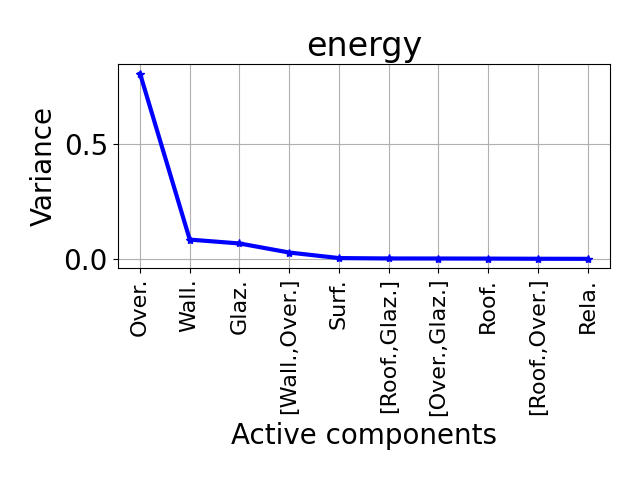 energy
Variance
0.5
0.0
Over.
Wall.
Glaz.
[Wall.,Over.]
Surf.
[Roof.,Glaz.]
[Over.,Glaz.]
Roof.
[Roof.,Over.]
Rela.
Active components